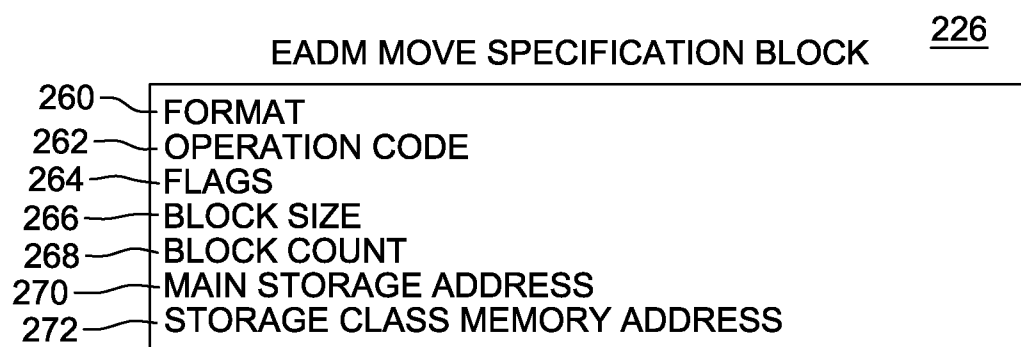 226
EADM MOVE SPECIFICATION BLOCK
260 FORMAT
262 OPERATION CODE
264 FLAGS
266 BLOCK SIZE
268 BLOCK COUNT
270 MAIN STORAGE ADDRESS
272 STORAGE CLASS MEMORY ADDRESS